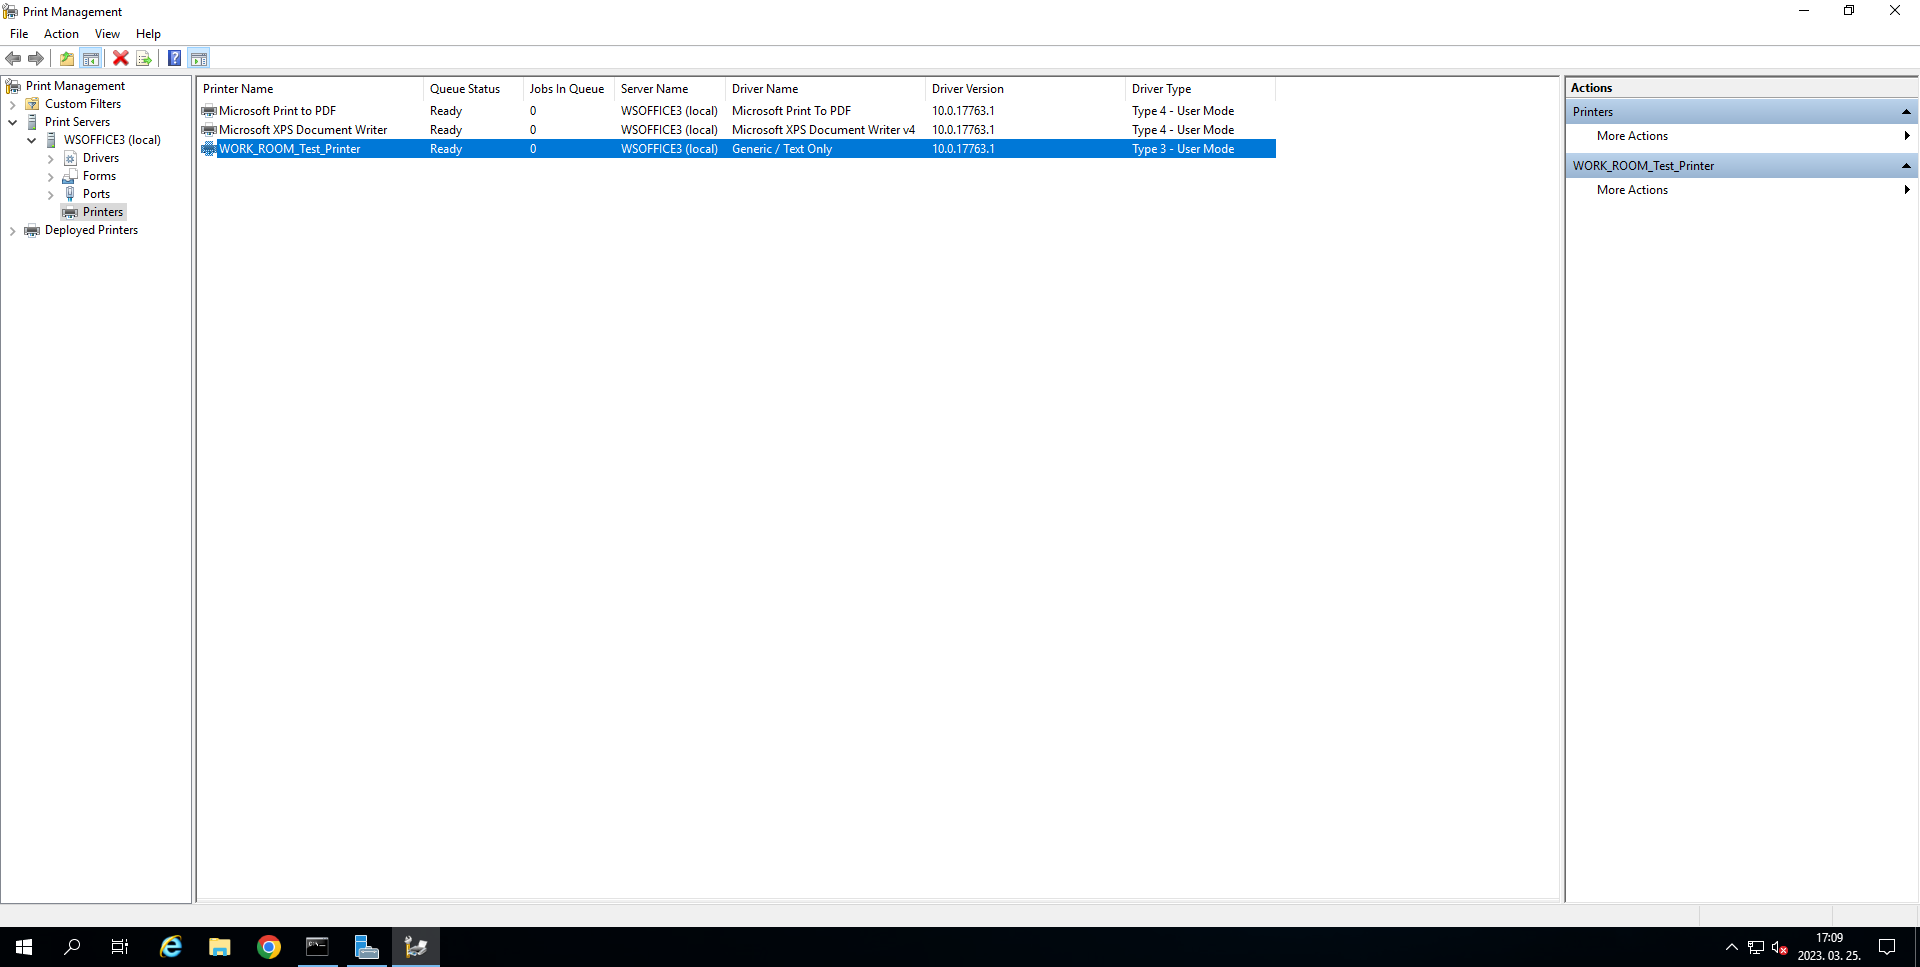 Print Management
File Action View Help
Print Management
Custom Filters
Print Servers
WSOFFICE3 (local)
Drivers
Forms
Ports
Printers
Deployed Printers
Printer Name Queue Status Jobs In Queue Server Name Driver Name Driver Version Driver Type
Microsoft Print to PDF Ready 0 WSOFFICE3 (local) Microsoft Print To PDF 10.0.17763.1 Type 4 - User Mode
Microsoft XPS Document Writer Ready 0 WSOFFICE3 (local) Microsoft XPS Document Writer v4 10.0.17763.1 Type 4 - User Mode
WORK_ROOM_Test_Printer Ready 0 WSOFFICE3 (local) Generic / Text Only 10.0.17763.1 Type 3 - User Mode
Actions
Printers
More Actions
WORK_ROOM_Test_Printer
More Actions
17:09
2023. 03. 25.